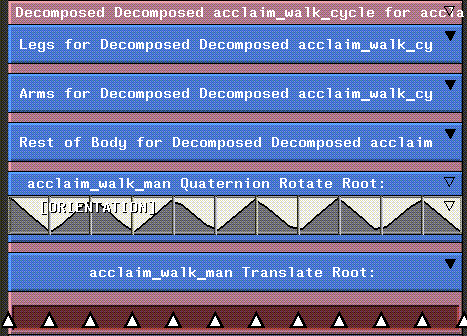 Decomposed Decomposed acclaim_walk_cycle for accla
Legs for Decomposed Decomposed acclaim_walk_cy
Arms for Decomposed Decomposed acclaim_walk_cy
Rest of Body for Decomposed Decomposed acclaim
acclaim_walk_man Quaternion Rotate Root:
[ORIENTATION]
acclaim_walk_man Translate Root: